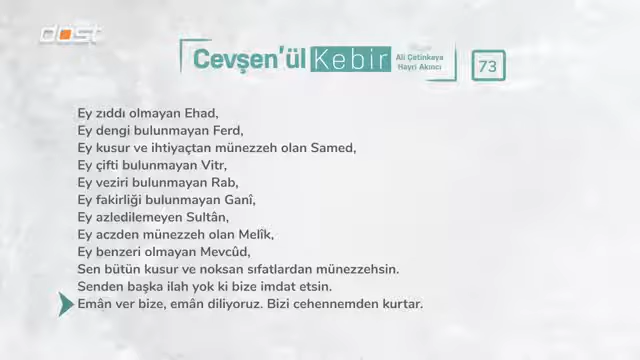 dost
Cevşen'ül Kebir
Ali Çetinkaya
Hayri Akıncı
73
Ey zıddı olmayan Ehad,
Ey dengi bulunmayan Ferd,
Ey kusur ve ihtiyaçtan münezzeh olan Samed,
Ey çifti bulunmayan Vitr,
Ey veziri bulunmayan Rab,
Ey fakirliği bulunmayan Ganî,
Ey azledilemeyen Sultân,
Ey aczden münezzeh olan Melîk,
Ey benzeri olmayan Mevcûd,
Sen bütün kusur ve noksan sıfatlardan münezzehsin.
Senden başka ilah yok ki bize imdat etsin.
Emân ver bize, emân diliyoruz. Bizi cehennemden kurtar.